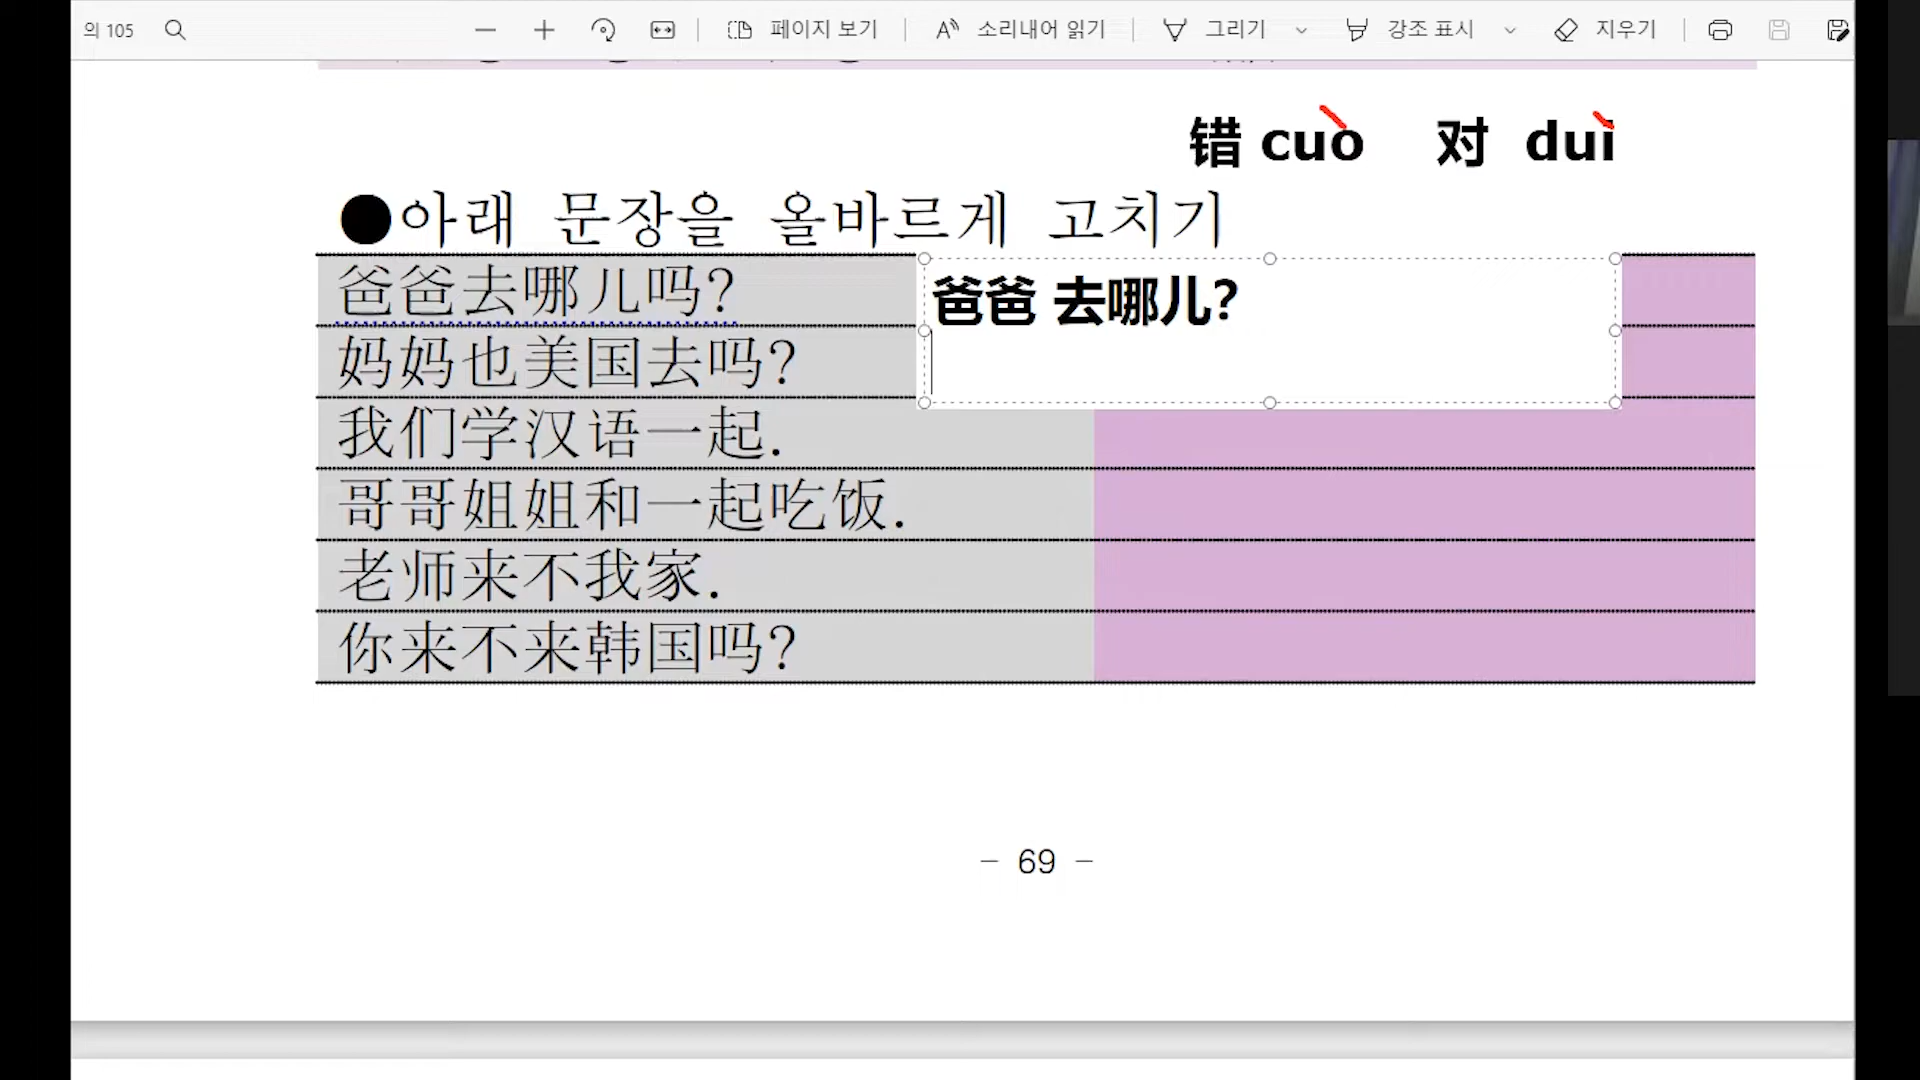 의 105 페이지 보기 소리내어 읽기 그리기 강조 표시 지우기
错 cuò 对 duì
●아래 문장을 올바르게 고치기
爸爸去哪儿吗?
爸爸 去哪儿?
妈妈也美国去吗?
我们学汉语一起.
哥哥姐姐和一起吃饭.
老师来不我家.
你来不来韩国吗?
- 69 -